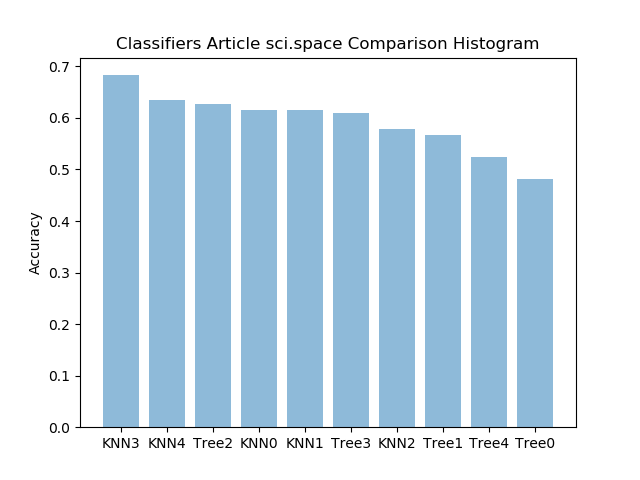 Classifiers Article sci.space Comparison Histogram
0.7
0.6
0.5
0.4
0.3
0.2
0.1
0.0
Accuracy
KNN3 KNN4 Tree2 KNN0 KNN1 Tree3 KNN2 Tree1 Tree4 Tree0